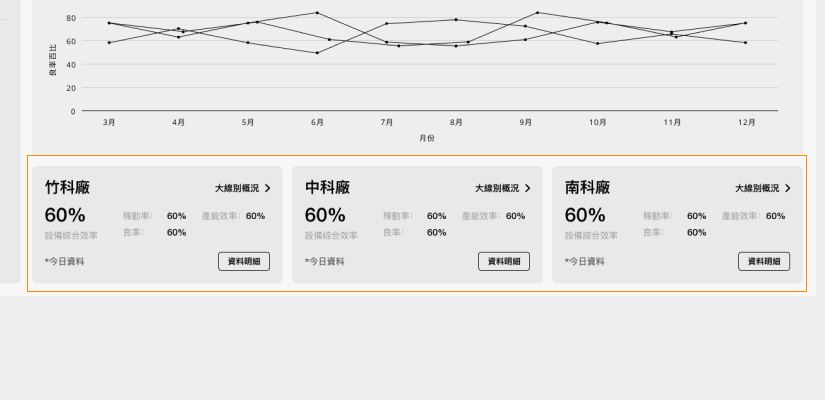 80
60
40
20
0
良率百比
3月 4月 5月 6月 7月 8月 9月 10月 11月 12月
月份
竹科廠 大線別概況
60% 稼動率： 60% 產能效率： 60%
設備綜合效率 良率： 60%
*今日資料 資料明細
中科廠 大線別概況
60% 稼動率： 60% 產能效率： 60%
設備綜合效率 良率： 60%
*今日資料 資料明細
南科廠 大線別概況
60% 稼動率： 60% 產能效率： 60%
設備綜合效率 良率： 60%
*今日資料 資料明細